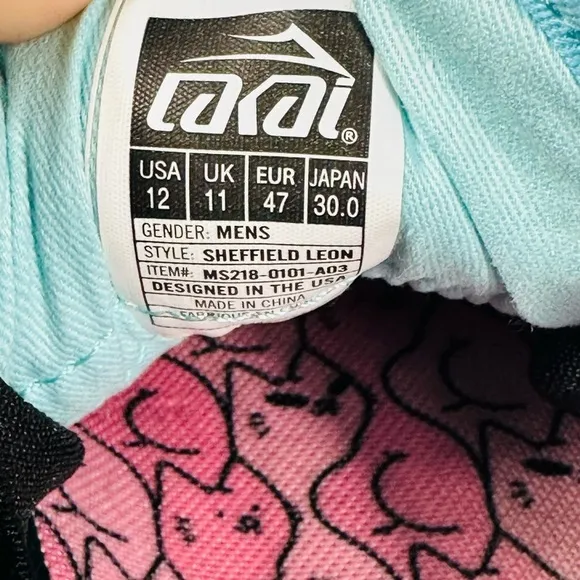 LAKAI®
USA UK EUR JAPAN
12 11 47 30.0
GENDER: MENS
STYLE: SHEFFIELD LEON
ITEM#: MS218-0101-A03
DESIGNED IN THE USA
MADE IN CHINA